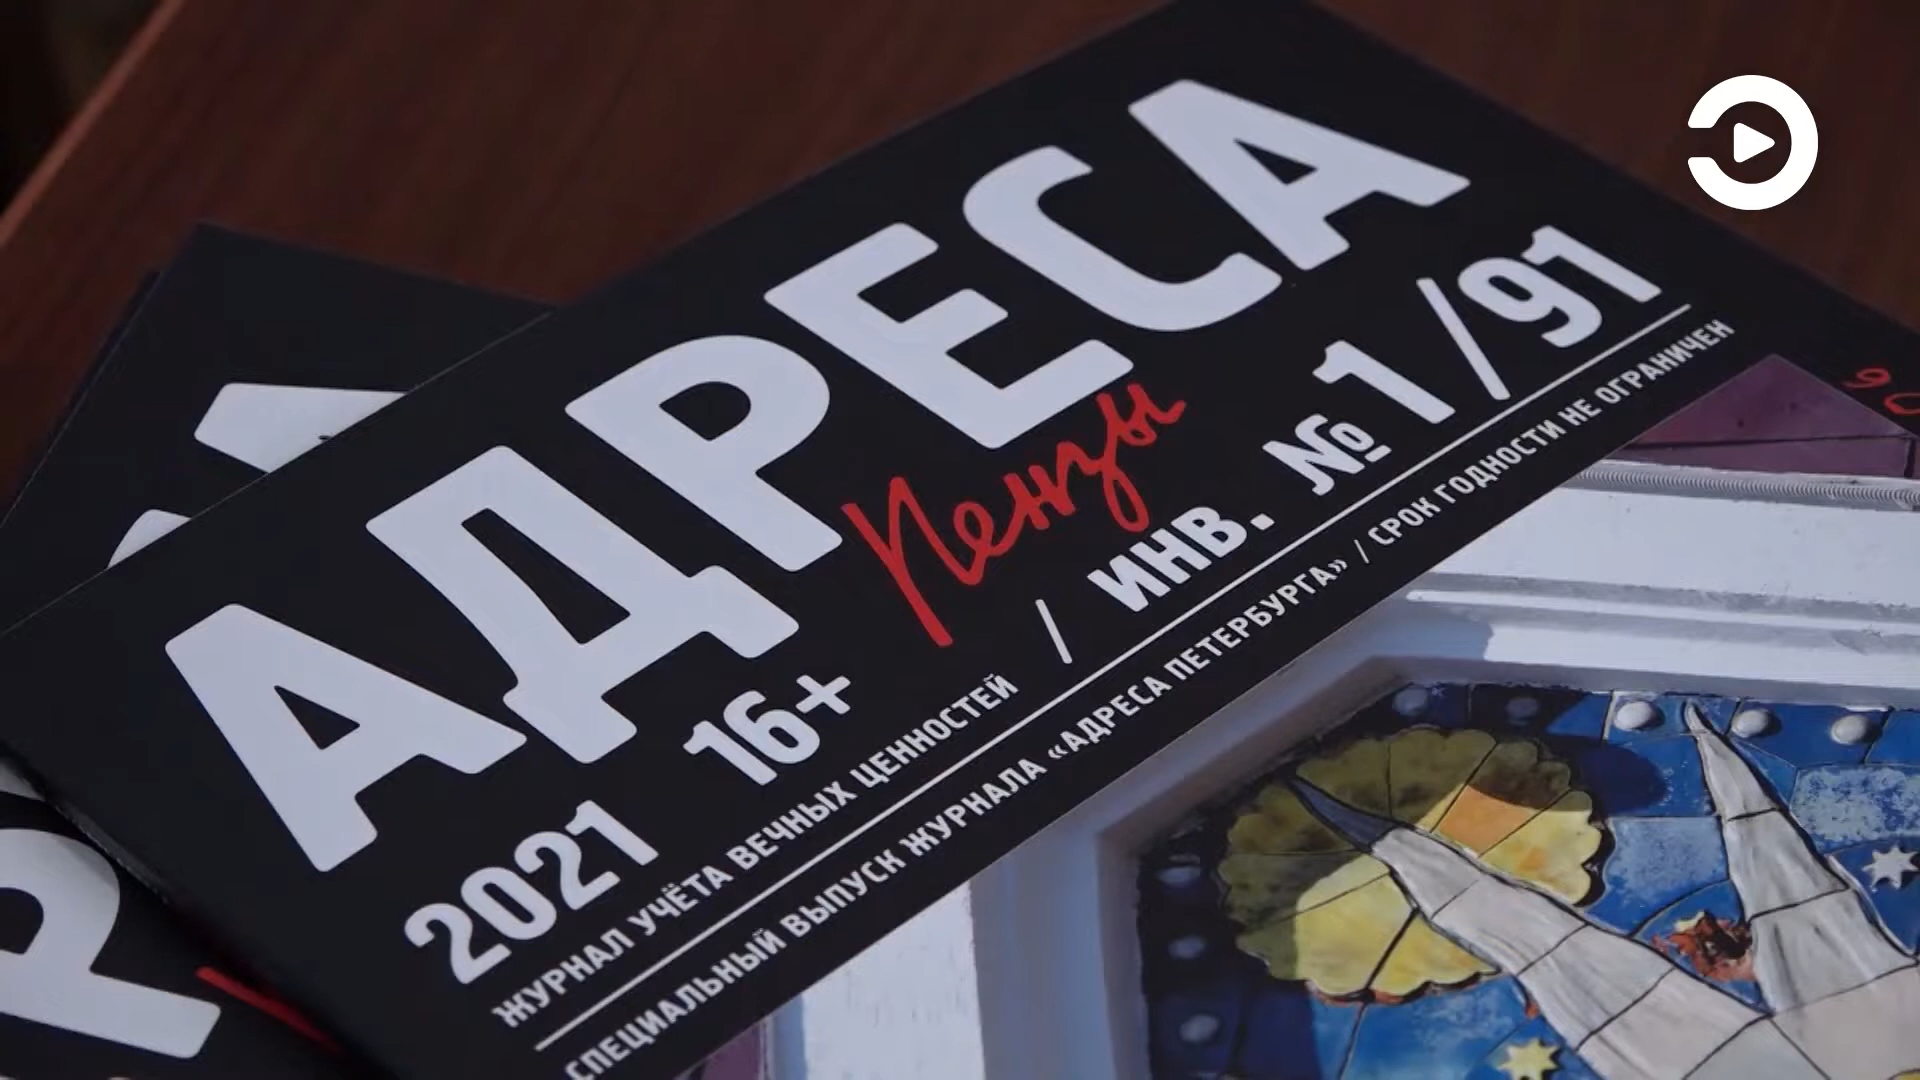 АДРЕСА
Пензы
2021 16+ / ИНВ. № 1/91
ЖУРНАЛ УЧЁТА ВЕЧНЫХ ЦЕННОСТЕЙ
СПЕЦИАЛЬНЫЙ ВЫПУСК ЖУРНАЛА «АДРЕСА ПЕТЕРБУРГА» / СРОК ГОДНОСТИ НЕ ОГРАНИЧЕН